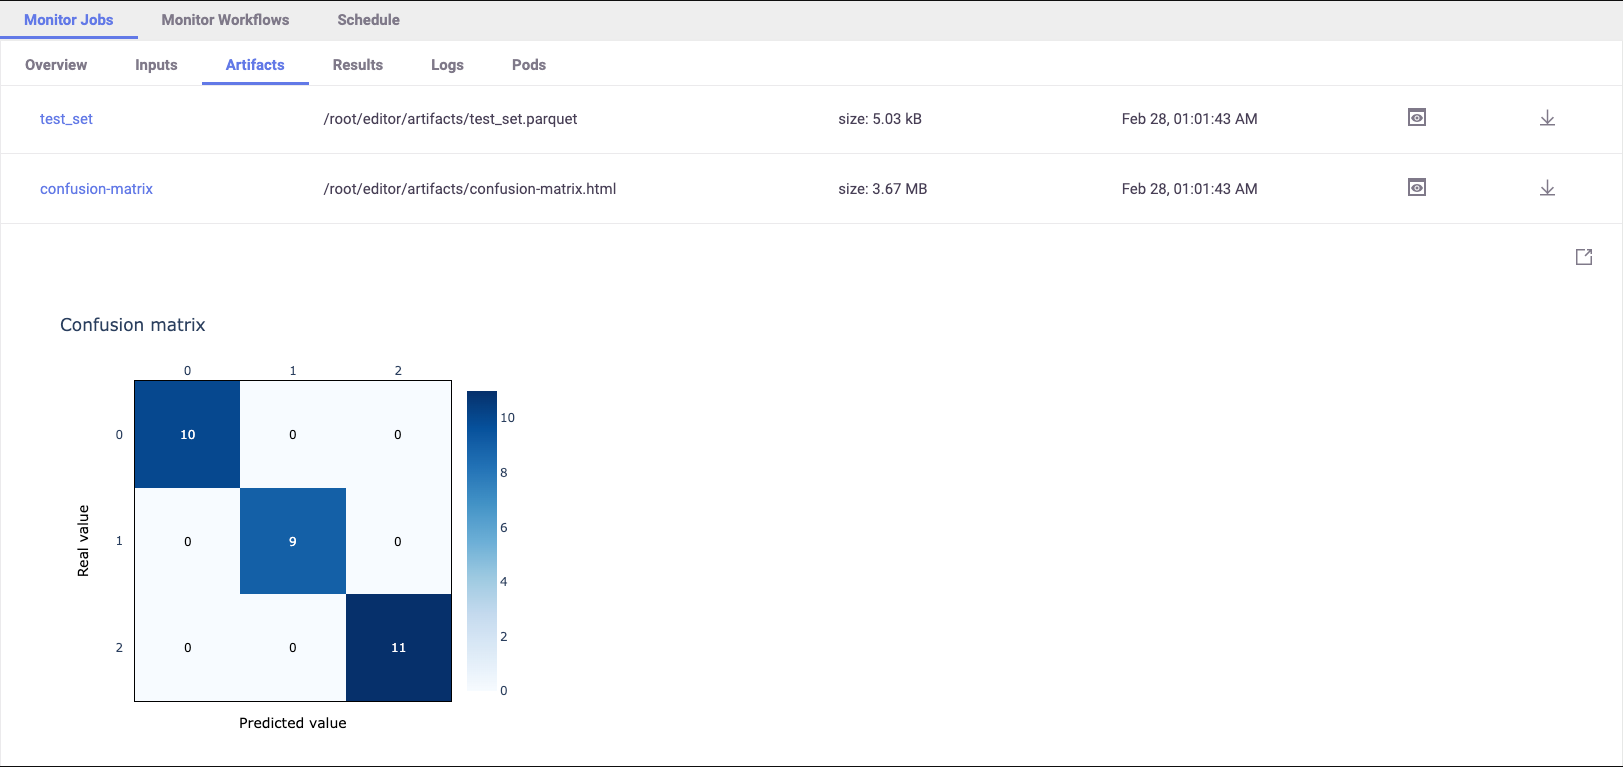 Monitor Jobs Monitor Workflows Schedule
Overview Inputs Artifacts Results Logs Pods
test_set /root/editor/artifacts/test_set.parquet size: 5.03 kB Feb 28, 01:01:43 AM
confusion-matrix /root/editor/artifacts/confusion-matrix.html size: 3.67 MB Feb 28, 01:01:43 AM
Confusion matrix
0 1 2
0 10 0 0
1 0 9 0
2 0 0 11
Real value
Predicted value
10
8
6
4
2
0